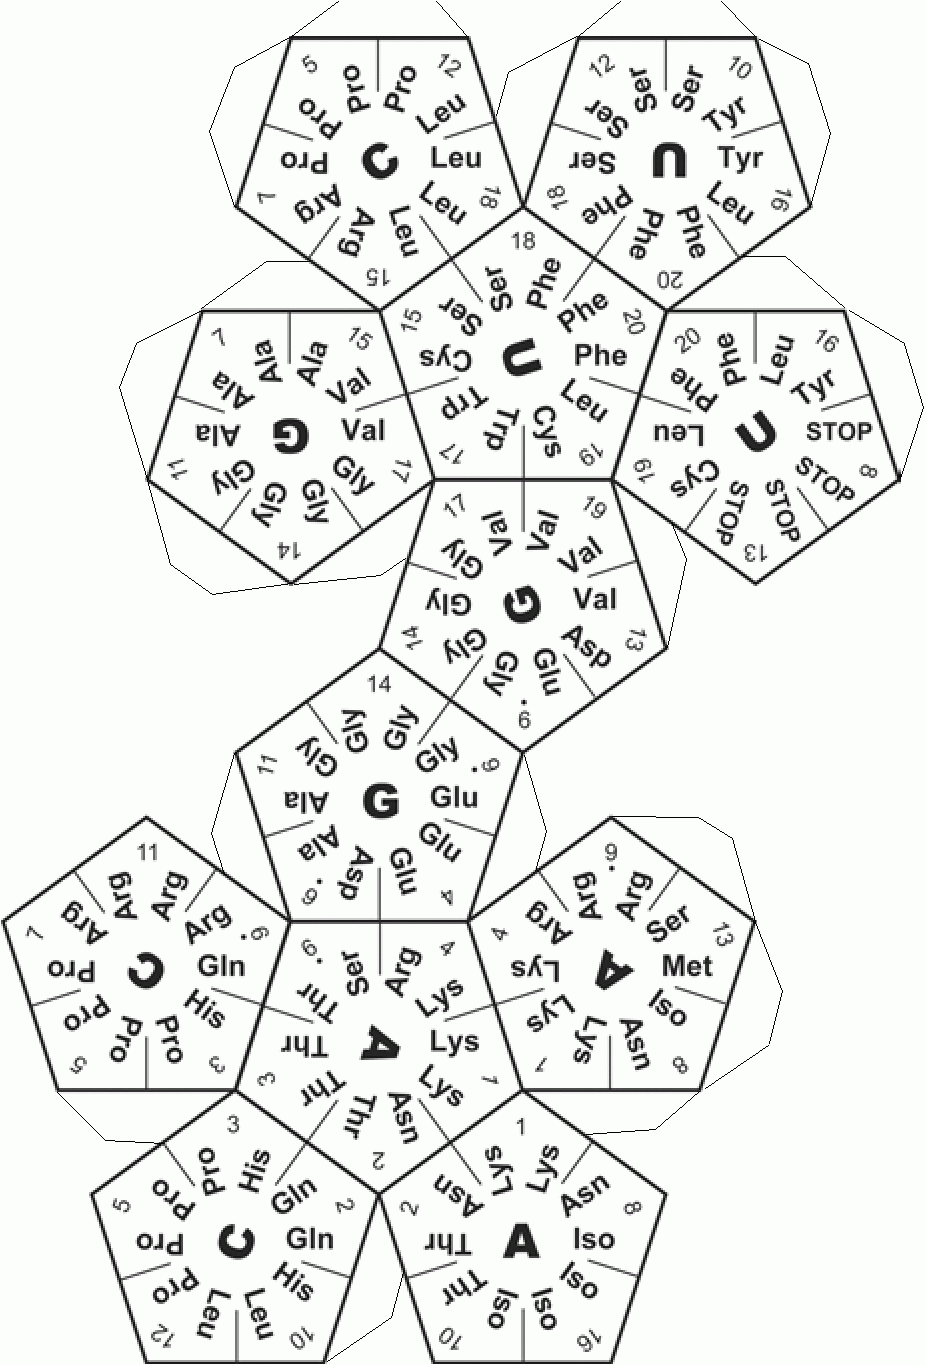 5 12
Pro Pro
Pro Leu
Pro C Leu
Arg Leu
Arg Leu
7 18
15
12 10
Ser Ser
Ser Tyr
Ser U Tyr
Phe Leu
Phe Phe
18 16
20
18
Ser Phe
Ser Phe
15 20
Cys U Phe
Trp Leu
Trp Cys
17 19
7 15
Ala Ala
Ala Val
Ala G Val
Gly Gly
Gly Gly
11 17
14
20 16
Phe Leu
Phe Tyr
Leu U STOP
Cys STOP
STOP STOP
19 8
13
17 19
Val Val
Gly Val
Gly G Val
Gly Asp
Gly Glu
14 13
6.
14
Gly Gly
Gly Gly
11 9.
Ala G Glu
Ala Glu
Asp Glu
6. 4
11
Arg Arg
Arg Arg
7 9.
Pro C Gln
Pro His
Pro Pro
5 3
9.
Arg Arg
Arg Ser
4 13
Lys A Met
Lys Iso
Lys Asn
1 8
9. 4
Ser Arg
Thr Lys
Thr A Lys
Thr Lys
Thr Asn
3 1
2
3
Pro His
Pro Gln
5 2
Pro C Gln
Pro His
Leu Leu
12 10
1
Lys Lys
Asn Asn
2 8
Thr A Iso
Thr Iso
Iso Iso
10 16